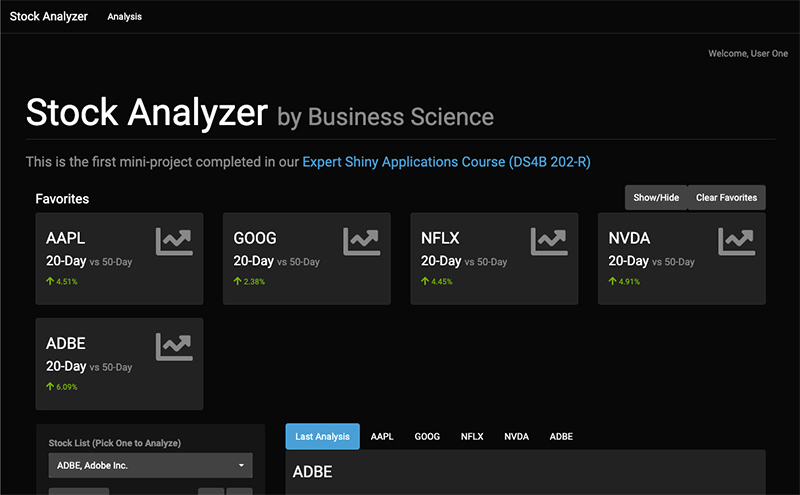 Stock Analyzer Analysis
Welcome, User One
Stock Analyzer by Business Science
This is the first mini-project completed in our Expert Shiny Applications Course (DS4B 202-R)
Favorites
Show/Hide Clear Favorites
AAPL
20-Day vs 50-Day
4.51%
GOOG
20-Day vs 50-Day
2.38%
NFLX
20-Day vs 50-Day
4.45%
NVDA
20-Day vs 50-Day
4.91%
ADBE
20-Day vs 50-Day
6.09%
Stock List (Pick One to Analyze)
ADBE, Adobe Inc.
Last Analysis AAPL GOOG NFLX NVDA ADBE
ADBE